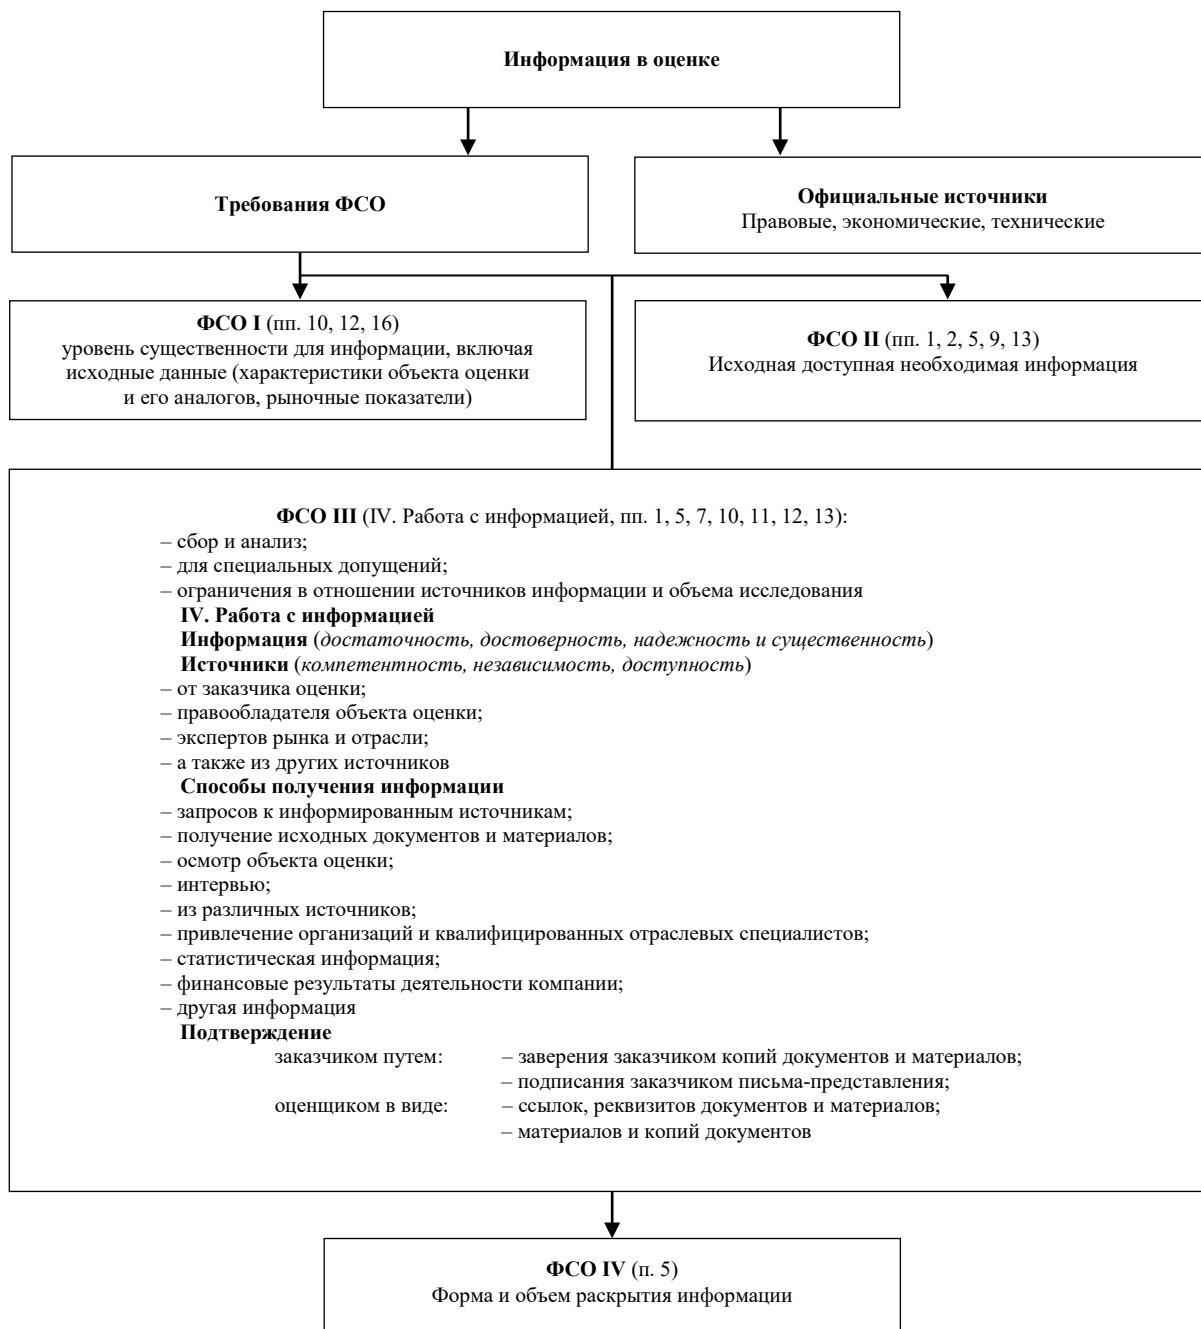 Информация в оценке
Требования ФСО
Официальные источники
Правовые, экономические, технические
ФСО I (пп. 10, 12, 16)
уровень существенности для информации, включая
исходные данные (характеристики объекта оценки
и его аналогов, рыночные показатели)
ФСО II (пп. 1, 2, 5, 9, 13)
Исходная доступная необходимая информация
ФСО III (IV. Работа с информацией, пп. 1, 5, 7, 10, 11, 12, 13):
– сбор и анализ;
– для специальных допущений;
– ограничения в отношении источников информации и объема исследования
IV. Работа с информацией
Информация (достаточность, достоверность, надежность и существенность)
Источники (компетентность, независимость, доступность)
– от заказчика оценки;
– правообладателя объекта оценки;
– экспертов рынка и отрасли;
– а также из других источников
Способы получения информации
– запросов к информированным источникам;
– получение исходных документов и материалов;
– осмотр объекта оценки;
– интервью;
– из различных источников;
– привлечение организаций и квалифицированных отраслевых специалистов;
– статистическая информация;
– финансовые результаты деятельности компании;
– другая информация
Подтверждение
заказчиком путем: – заверения заказчиком копий документов и материалов;
– подписания заказчиком письма-представления;
оценщиком в виде: – ссылок, реквизитов документов и материалов;
– материалов и копий документов
ФСО IV (п. 5)
Форма и объем раскрытия информации